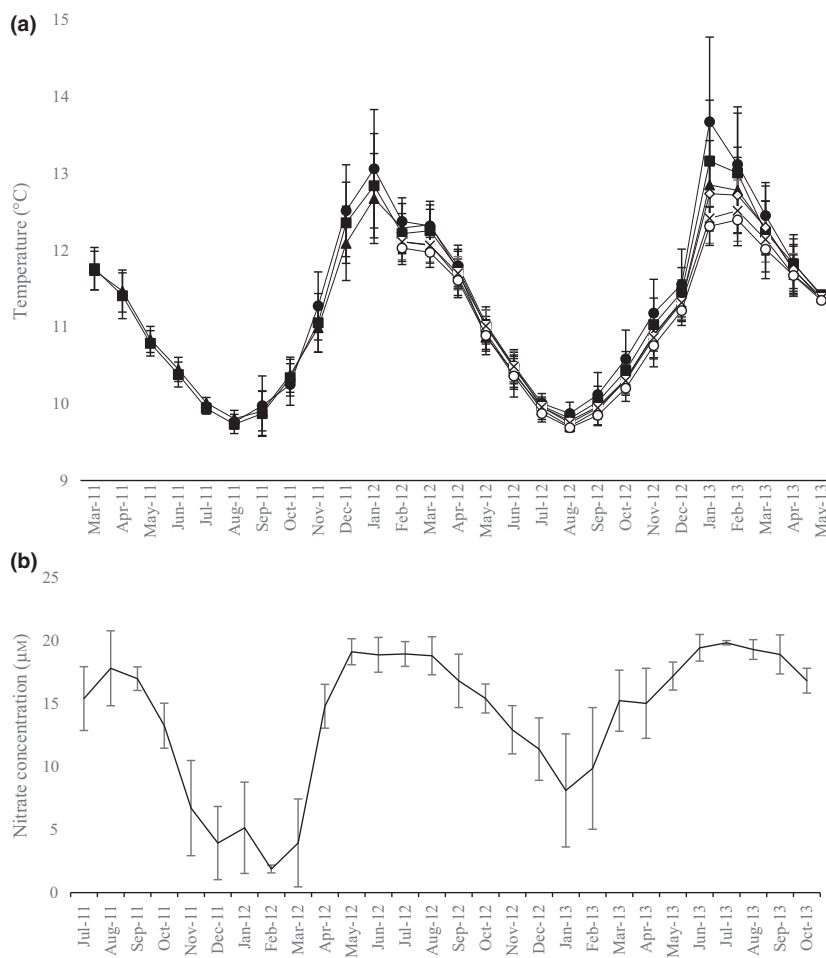 (a)
Temperature (°C)
15
14
13
12
11
10
9
Mar-11
Apr-11
May-11
Jun-11
Jul-11
Aug-11
Sep-11
Oct-11
Nov-11
Dec-11
Jan-12
Feb-12
Mar-12
Apr-12
May-12
Jun-12
Jul-12
Aug-12
Sep-12
Oct-12
Nov-12
Dec-12
Jan-13
Feb-13
Mar-13
Apr-13
May-13
(b)
Nitrate concentration (μM)
25
20
15
10
5
0
Jul-11
Aug-11
Sep-11
Oct-11
Nov-11
Dec-11
Jan-12
Feb-12
Mar-12
Apr-12
May-12
Jun-12
Jul-12
Aug-12
Sep-12
Oct-12
Nov-12
Dec-12
Jan-13
Feb-13
Mar-13
Apr-13
May-13
Jun-13
Jul-13
Aug-13
Sep-13
Oct-13